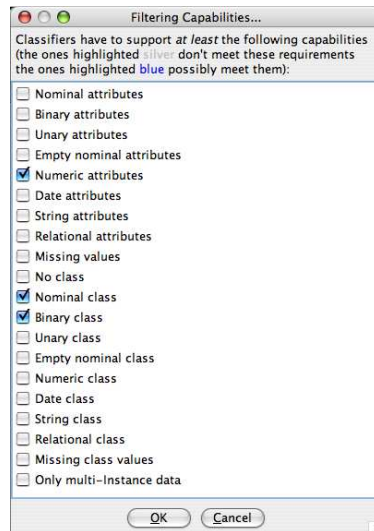 Filtering Capabilities...
Classifiers have to support at least the following capabilities
(the ones highlighted silver don't meet these requirements
the ones highlighted blue possibly meet them):
Nominal attributes
Binary attributes
Unary attributes
Empty nominal attributes
Numeric attributes
Date attributes
String attributes
Relational attributes
Missing values
No class
Nominal class
Binary class
Unary class
Empty nominal class
Numeric class
Date class
String class
Relational class
Missing class values
Only multi-Instance data
OK Cancel